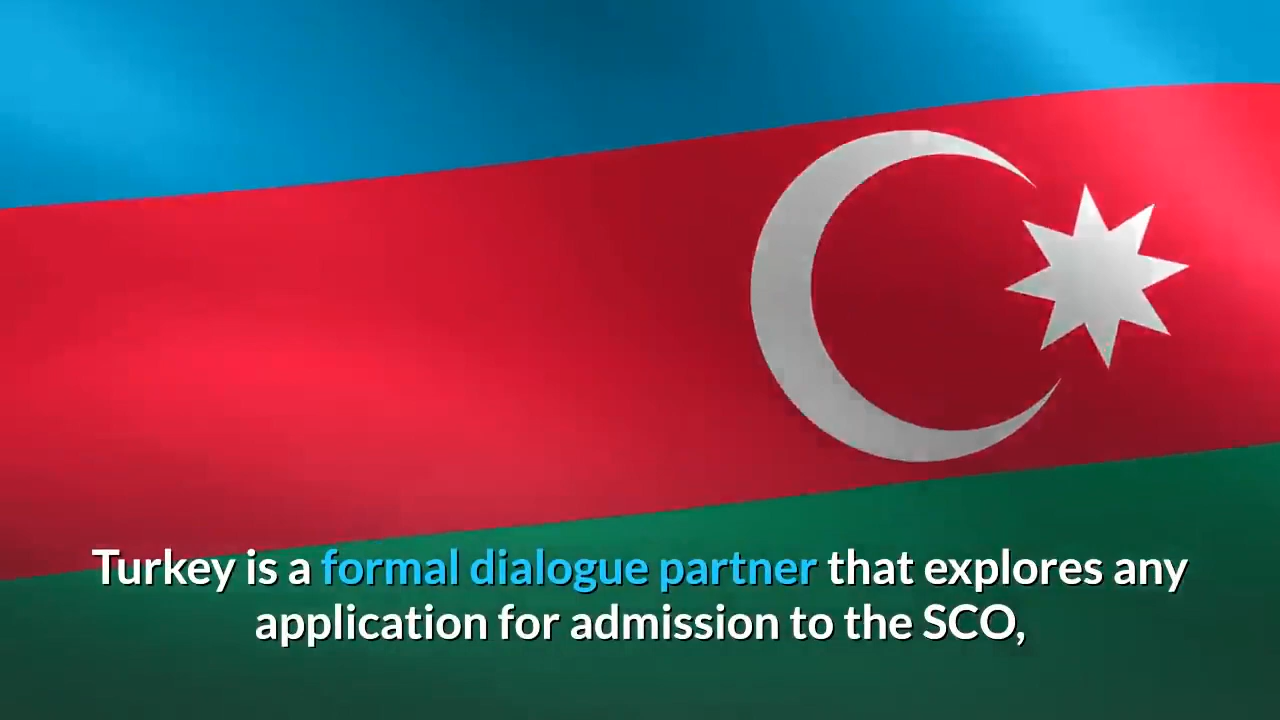 Turkey is a formal dialogue partner that explores any
application for admission to the SCO,